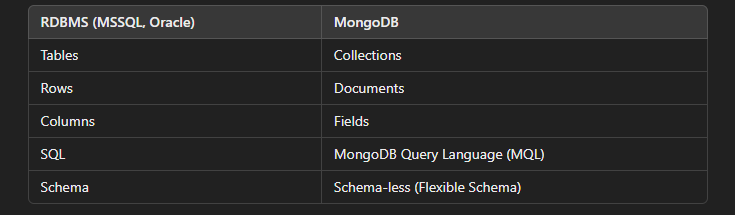 RDBMS (MSSQL, Oracle) MongoDB
Tables Collections
Rows Documents
Columns Fields
SQL MongoDB Query Language (MQL)
Schema Schema-less (Flexible Schema)